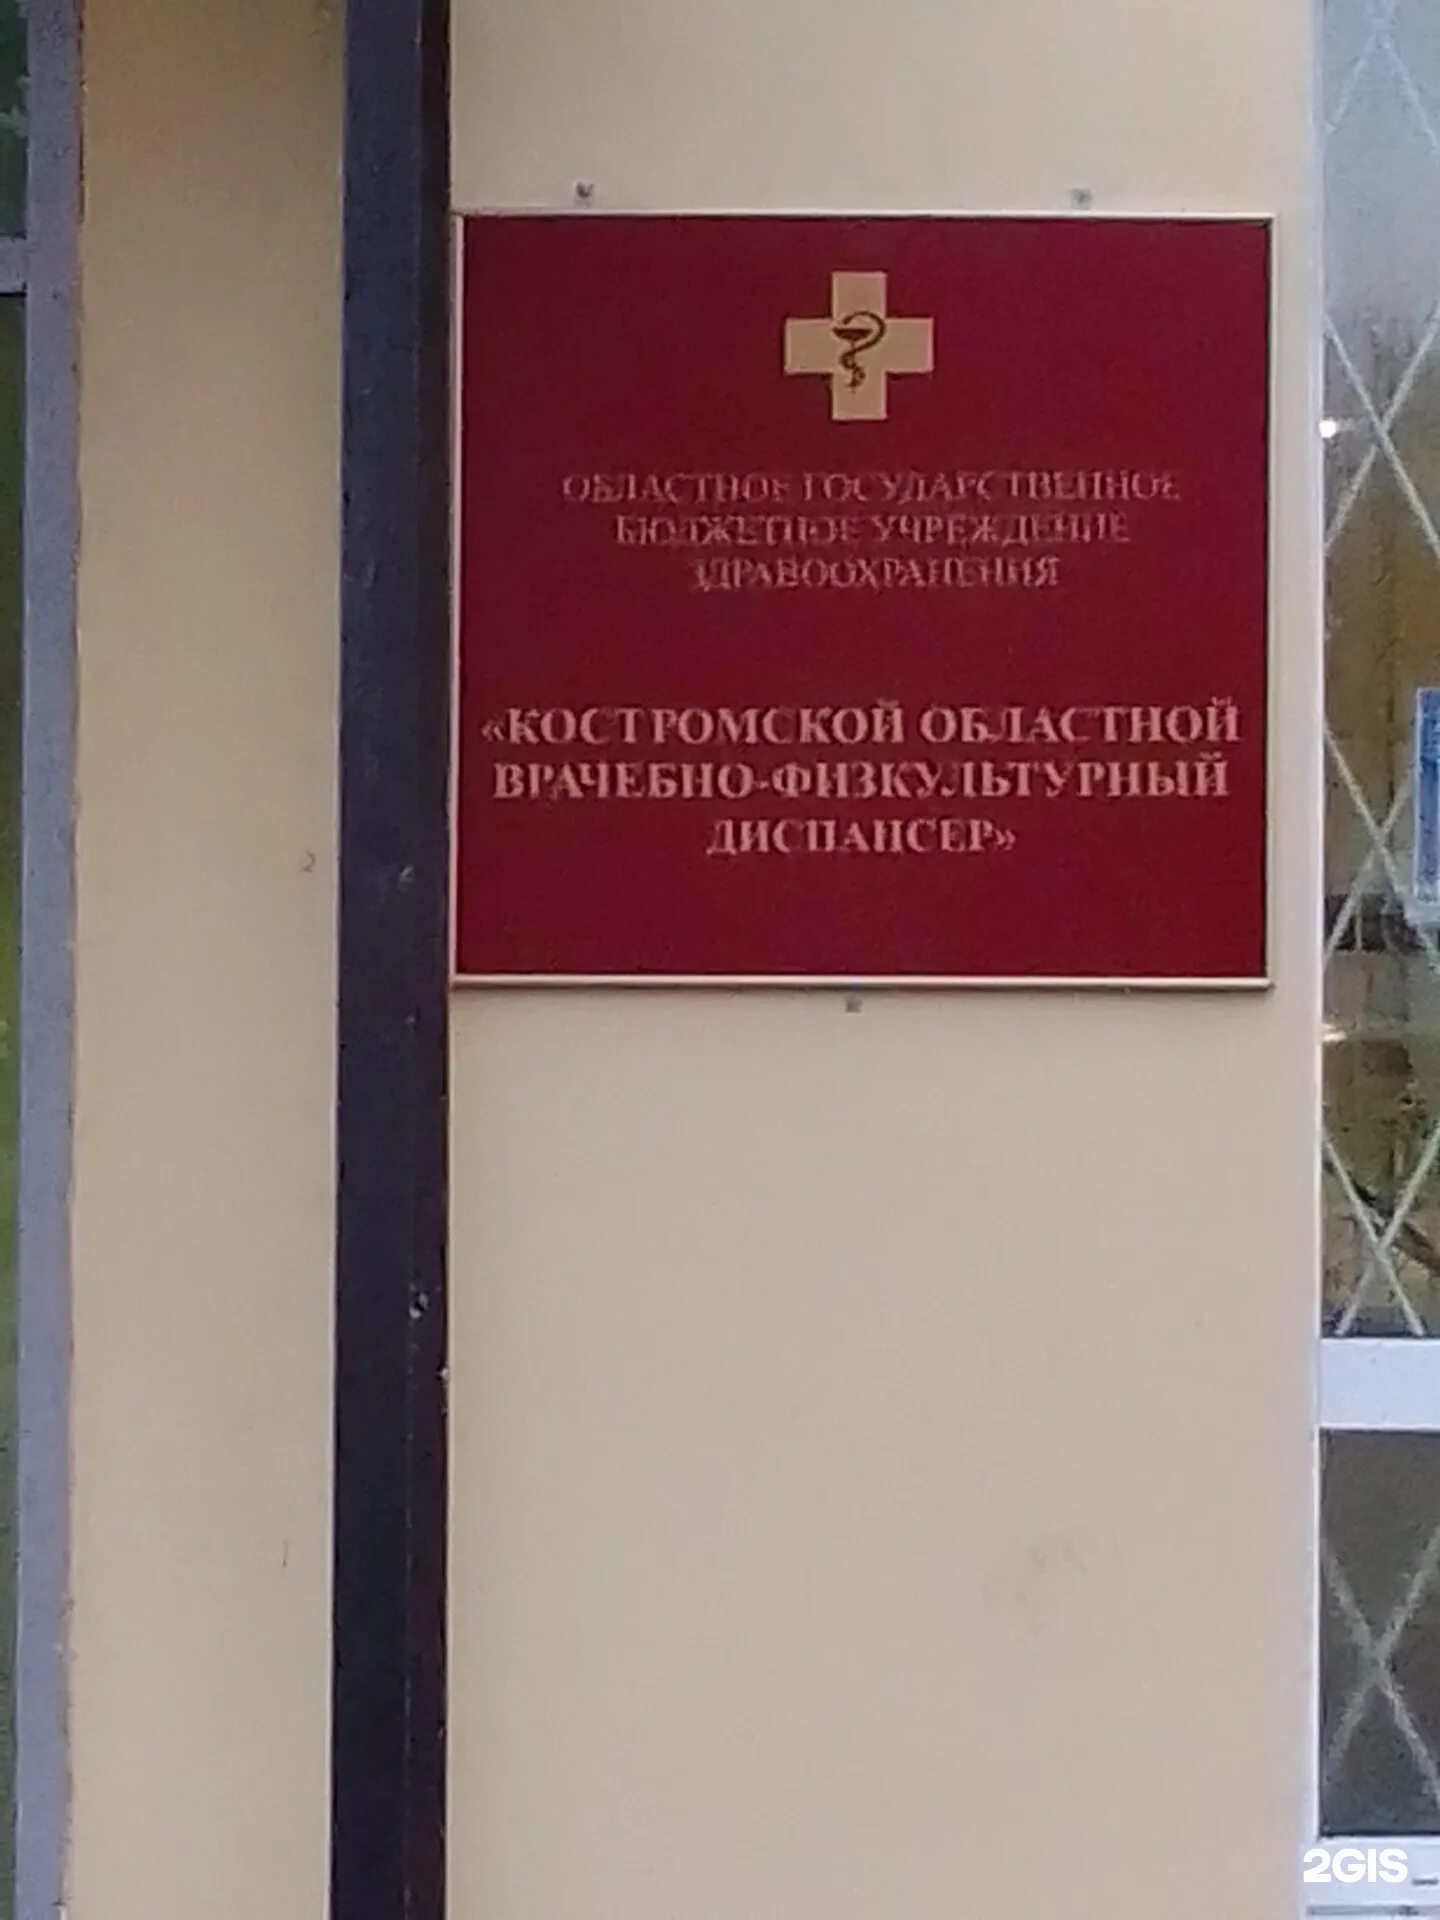 ОБЛАСТНОЕ ГОСУДАРСТВЕННОЕ
БЮДЖЕТНОЕ УЧРЕЖДЕНИЕ
ЗДРАВООХРАНЕНИЯ
«КОСТРОМСКОЙ ОБЛАСТНОЙ
ВРАЧЕБНО-ФИЗКУЛЬТУРНЫЙ
ДИСПАНСЕР»
2GIS